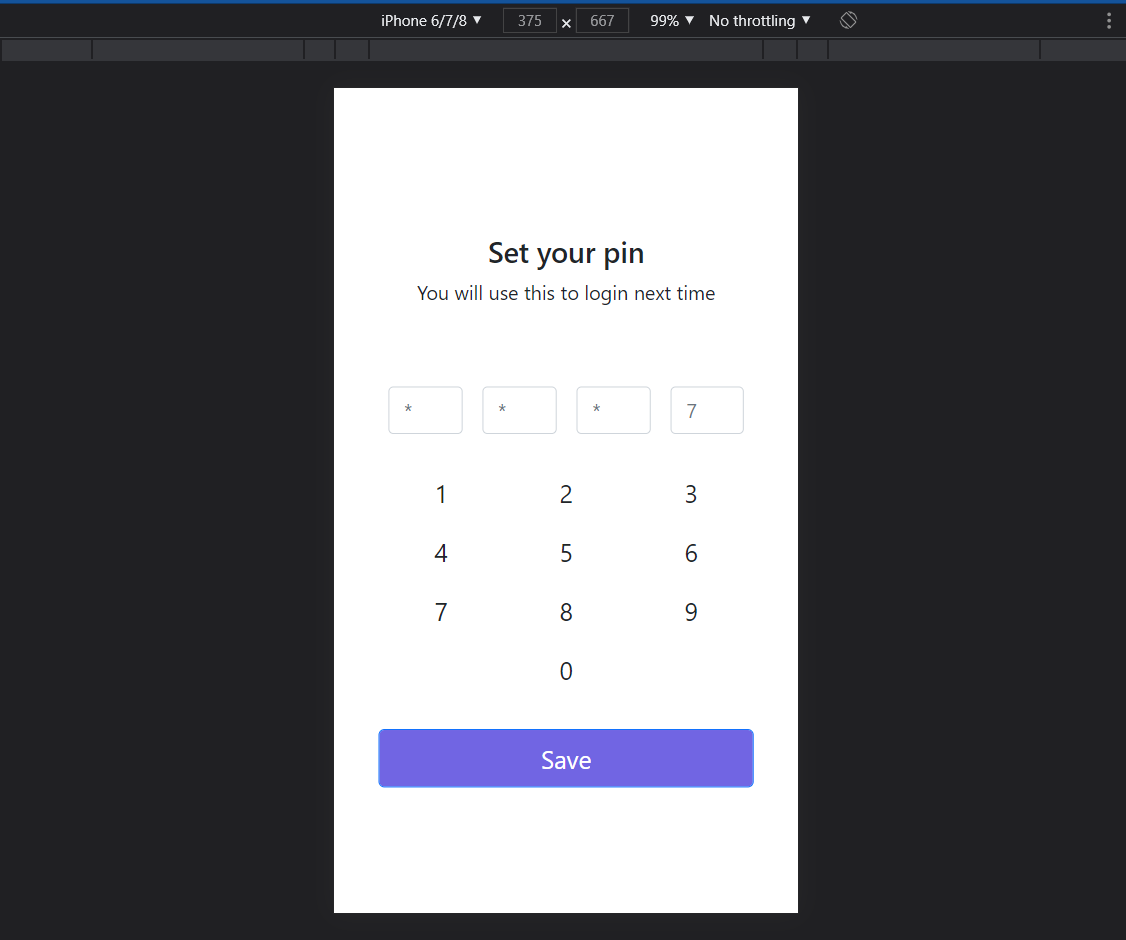 iPhone 6/7/8 ▼ 375 × 667 99% ▼ No throttling ▼
Set your pin
You will use this to login next time
* * * 7
1 2 3
4 5 6
7 8 9
0
Save